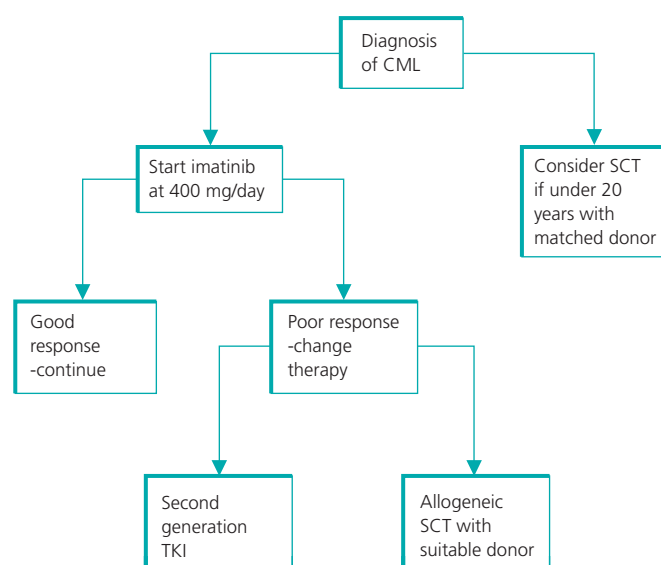 Diagnosis
of CML
Start imatinib
at 400 mg/day
Consider SCT
if under 20
years with
matched donor
Good
response
-continue
Poor response
-change
therapy
Second
generation
TKI
Allogeneic
SCT with
suitable donor